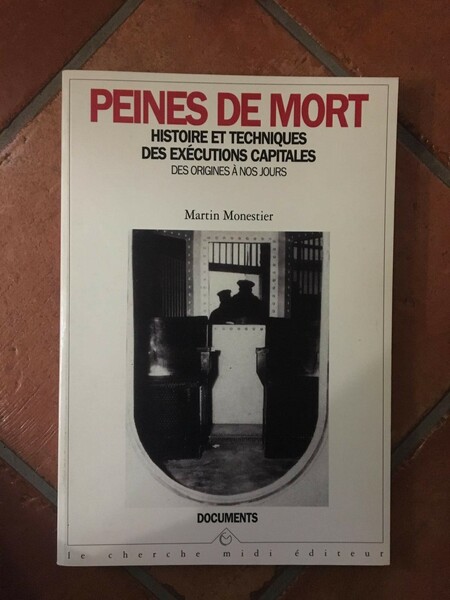 PEINES DE MORT
HISTOIRE ET TECHNIQUES
DES EXÉCUTIONS CAPITALES
DES ORIGINES À NOS JOURS
Martin Monestier
DOCUMENTS
le cherche midi éditeur